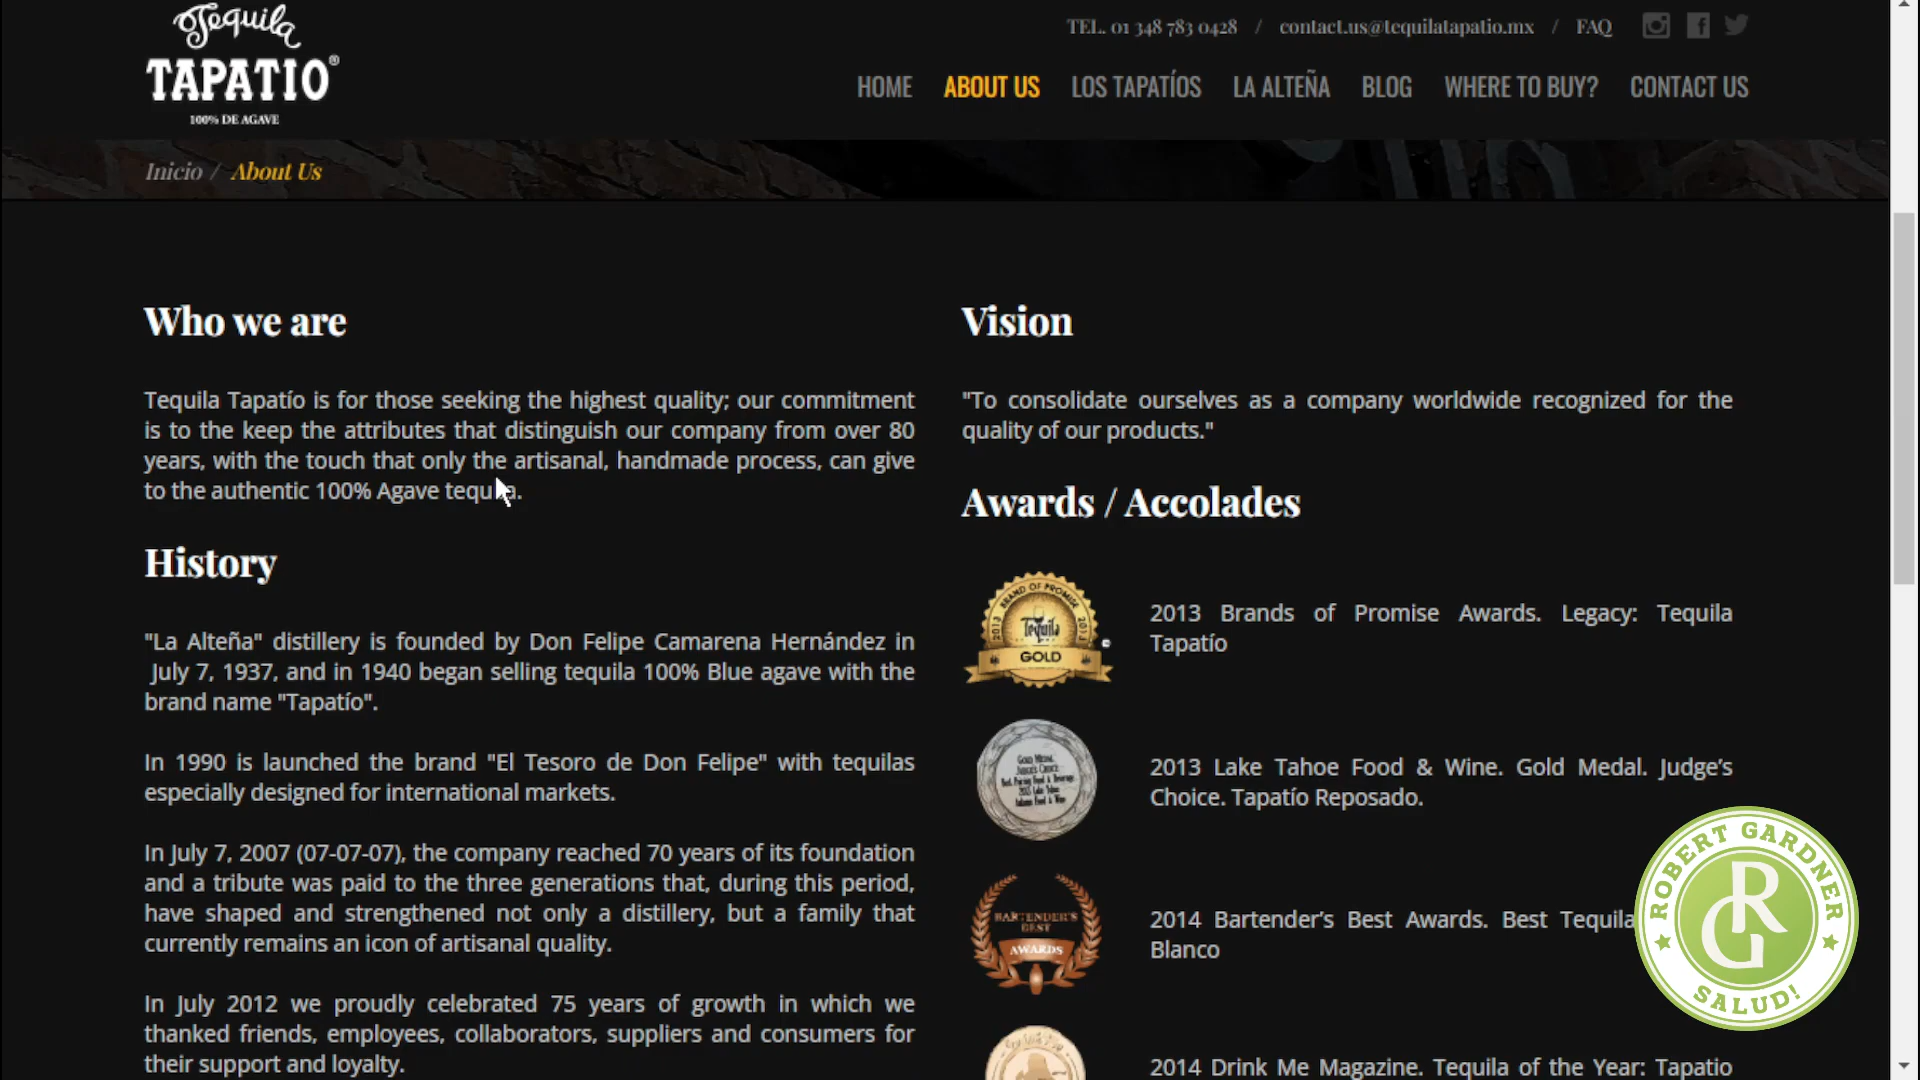 Tequila
TAPATIO®
100% DE AGAVE
TEL. 01 348 783 0428 / contact.us@tequilatapatio.mx / FAQ
HOME ABOUT US LOS TAPATÍOS LA ALTEÑA BLOG WHERE TO BUY? CONTACT US
Inicio / About Us
Who we are
Tequila Tapatío is for those seeking the highest quality; our commitment
is to the keep the attributes that distinguish our company from over 80
years, with the touch that only the artisanal, handmade process, can give
to the authentic 100% Agave tequila.
History
"La Alteña" distillery is founded by Don Felipe Camarena Hernández in
July 7, 1937, and in 1940 began selling tequila 100% Blue agave with the
brand name "Tapatío".
In 1990 is launched the brand "El Tesoro de Don Felipe" with tequilas
especially designed for international markets.
In July 7, 2007 (07-07-07), the company reached 70 years of its foundation
and a tribute was paid to the three generations that, during this period,
have shaped and strengthened not only a distillery, but a family that
currently remains an icon of artisanal quality.
In July 2012 we proudly celebrated 75 years of growth in which we
thanked friends, employees, collaborators, suppliers and consumers for
their support and loyalty.
Vision
"To consolidate ourselves as a company worldwide recognized for the
quality of our products."
Awards / Accolades
BRAND OF PROMISE
2013 Tequila 2013
GOLD
2013 Brands of Promise Awards. Legacy: Tequila
Tapatío
Gold Medal
Judge's Choice
2013 Lake Tahoe Food & Wine. Gold Medal. Judge's
Choice. Tapatío Reposado.
BARTENDER'S
BEST
AWARDS
2014 Bartender's Best Awards. Best Tequila
Blanco
2014 Drink Me Magazine. Tequila of the Year: Tapatio
ROBERT GARDNER
RG
SALUD!